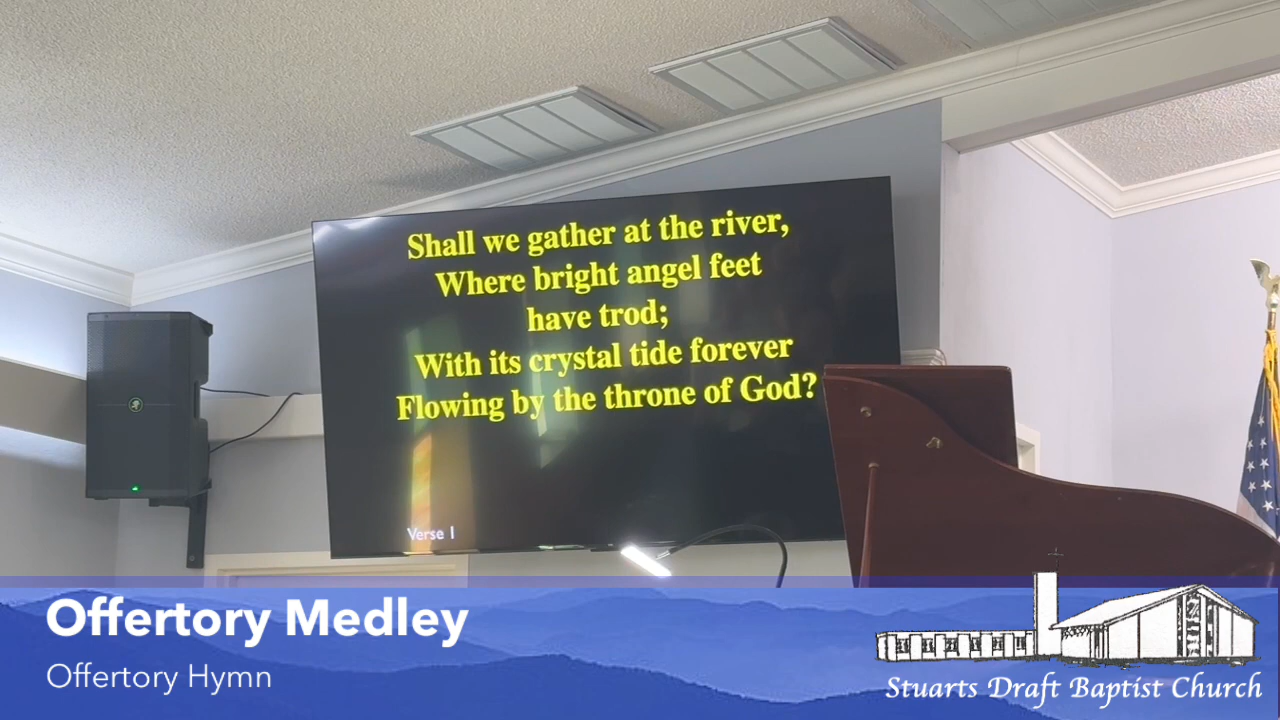 Shall we gather at the river,
Where bright angel feet
have trod;
With its crystal tide forever
Flowing by the throne of God?
Verse 1
Offertory Medley
Offertory Hymn
Stuarts Draft Baptist Church